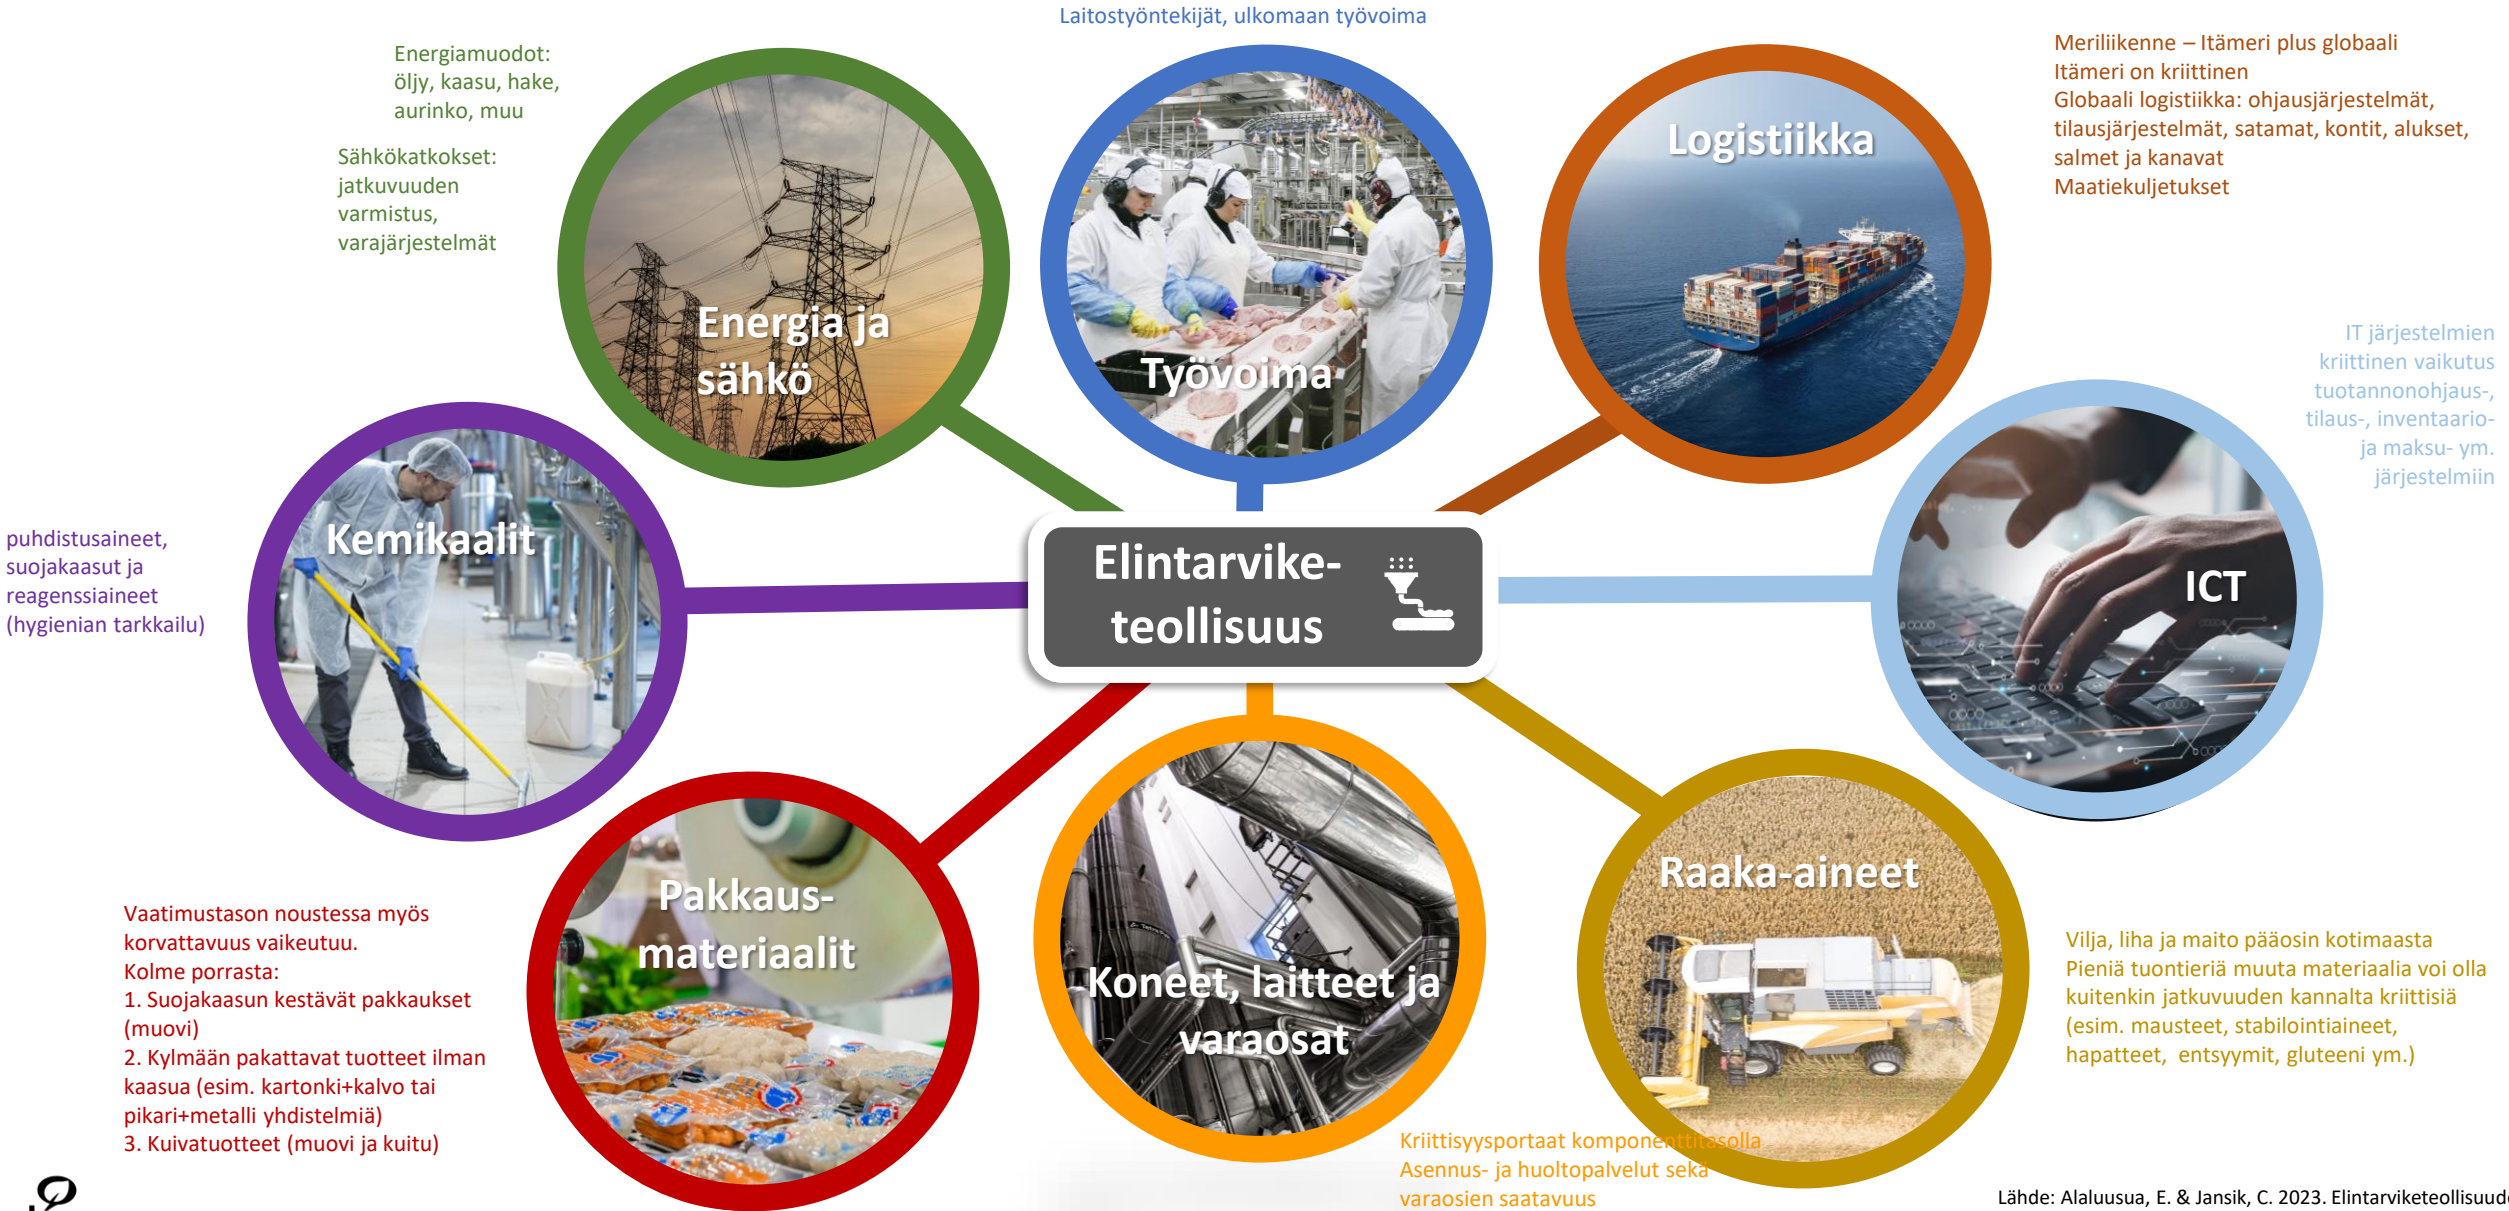 Laitostyöntekijät, ulkomaan työvoima
Energiamuodot:
öljy, kaasu, hake,
aurinko, muu
Sähkökatkokset:
jatkuvuuden
varmistus,
varajärjestelmät
Energia ja
sähkö
Työvoima
Logistiikka
Meriliikenne – Itämeri plus globaali
Itämeri on kriittinen
Globaali logistiikka: ohjausjärjestelmät,
tilausjärjestelmät, satamat, kontit, alukset,
salmet ja kanavat
Maatiekuljetukset
IT järjestelmien
kriittinen vaikutus
tuotannonohjaus-,
tilaus-, inventaario-
ja maksu- ym.
järjestelmiin
puhdistusaineet,
suojakaasut ja
reagenssiaineet
(hygienian tarkkailu)
Kemikaalit
Elintarvike-
teollisuus
ICT
Vaatimustason noustessa myös
korvattavuus vaikeutuu.
Kolme porrasta:
1. Suojakaasun kestävät pakkaukset
(muovi)
2. Kylmään pakattavat tuotteet ilman
kaasua (esim. kartonki+kalvo tai
pikari+metalli yhdistelmiä)
3. Kuivatuotteet (muovi ja kuitu)
Pakkaus-
materiaalit
Koneet, laitteet ja
varaosat
Kriittisyysportaat komponenttitasolla
Asennus- ja huoltopalvelut sekä
varaosien saatavuus
Raaka-aineet
Vilja, liha ja maito pääosin kotimaasta
Pieniä tuontieriä muuta materiaalia voi olla
kuitenkin jatkuvuuden kannalta kriittisiä
(esim. mausteet, stabilointiaineet,
hapatteet, entsyymit, gluteeni ym.)
Lähde: Alaluusua, E. & Jansik, C. 2023. Elintarviketeollisuud